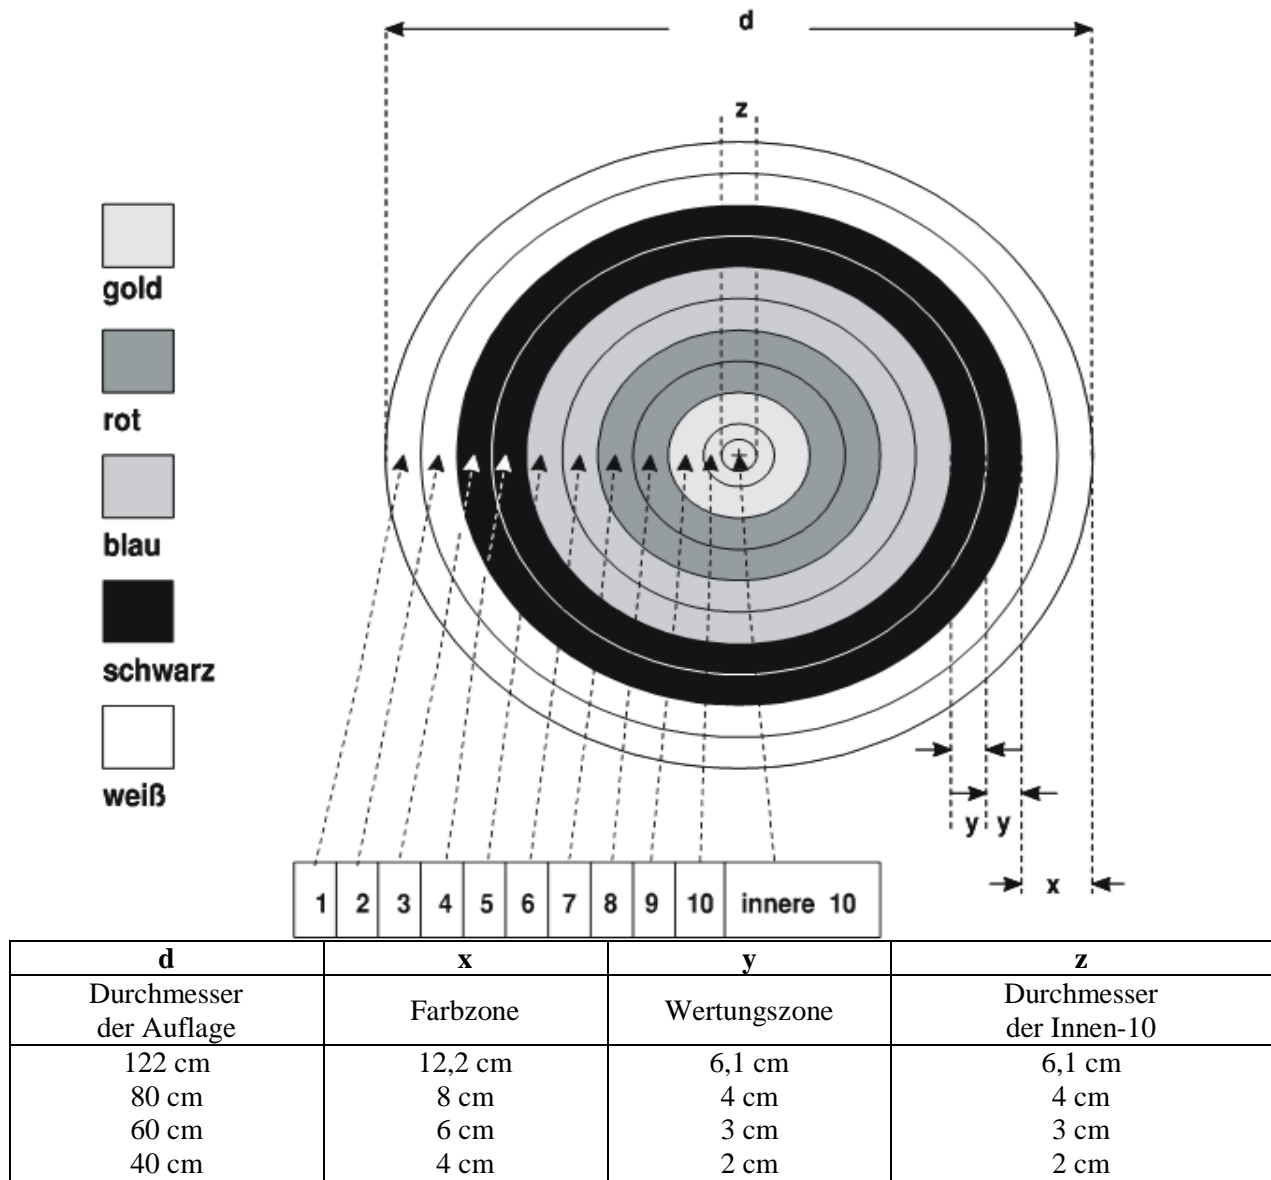 d
z
gold
rot
blau
schwarz
weiß
y y
x
1 2 3 4 5 6 7 8 9 10 innere 10
d x y z
Durchmesser der Auflage Farbzone Wertungszone Durchmesser der Innen-10
122 cm 12,2 cm 6,1 cm 6,1 cm
80 cm 8 cm 4 cm 4 cm
60 cm 6 cm 3 cm 3 cm
40 cm 4 cm 2 cm 2 cm